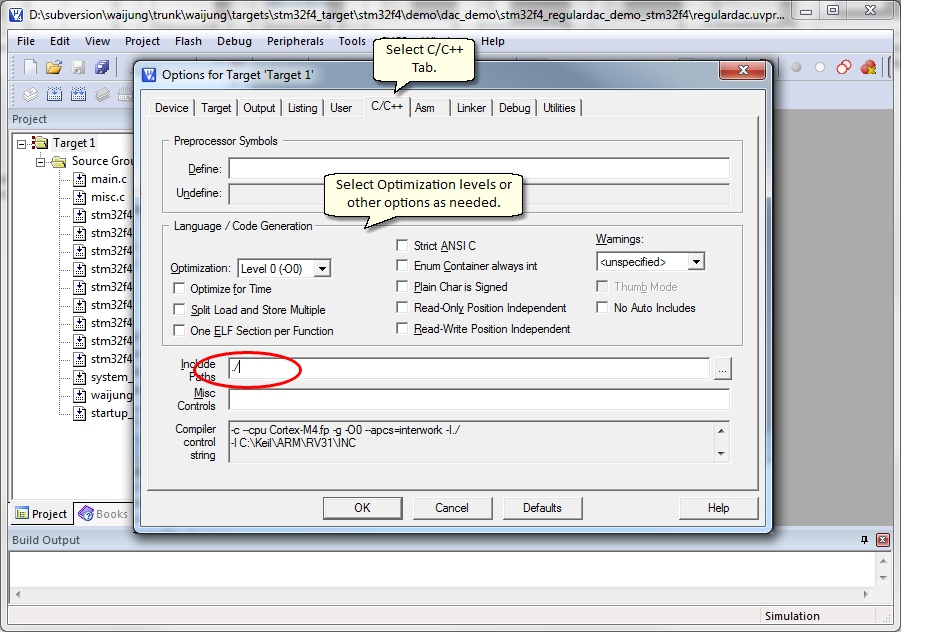 D:\subversion\waijung\trunk\waijung\targets\stm32f4_target\stm32f4\demo\dac_demo\stm32f4_regulardac_demo_stm32f4\regulardac.uvpr...
File Edit View Project Flash Debug Peripherals Tools Help
Select C/C++
Tab.
Options for Target 'Target 1'
Device Target Output Listing User C/C++ Asm Linker Debug Utilities
Project
Target 1
Source Grou
main.c
misc.c
stm32f4
stm32f4
stm32f4
stm32f4
stm32f4
stm32f4
stm32f4
stm32f4
stm32f4
system_
waijung
startup_
Preprocessor Symbols
Define:
Undefine:
Select Optimization levels or
other options as needed.
Language / Code Generation
Optimization: Level 0 (-O0)
Optimize for Time
Split Load and Store Multiple
One ELF Section per Function
Strict ANSI C
Enum Container always int
Plain Char is Signed
Read-Only Position Independent
Read-Write Position Independent
Warnings:
<unspecified>
Thumb Mode
No Auto Includes
Include
Paths
./
...
Misc
Controls
Compiler
control
string
-c --cpu Cortex-M4.fp -g -O0 --apcs=interwork -I./
-I C:\Keil\ARM\RV31\INC
OK Cancel Defaults Help
Project Books
Build Output
Simulation